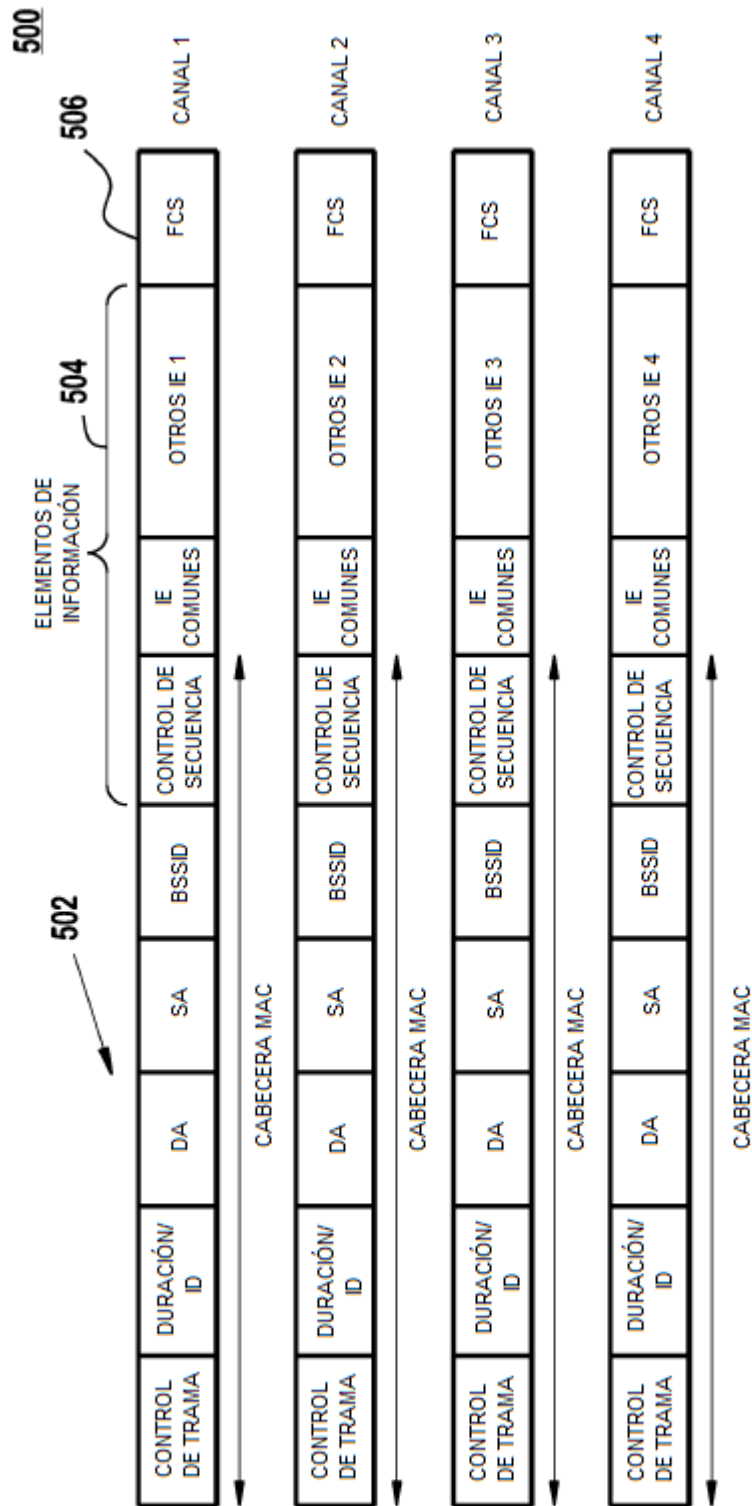 500
502
504
506
ELEMENTOS DE
INFORMACIÓN
CONTROL
DE TRAMA
DURACIÓN/
ID
DA
SA
BSSID
CONTROL DE
SECUENCIA
IE
COMUNES
OTROS IE 1
FCS
CANAL 1
CABECERA MAC
CONTROL
DE TRAMA
DURACIÓN/
ID
DA
SA
BSSID
CONTROL DE
SECUENCIA
IE
COMUNES
OTROS IE 2
FCS
CANAL 2
CABECERA MAC
CONTROL
DE TRAMA
DURACIÓN/
ID
DA
SA
BSSID
CONTROL DE
SECUENCIA
IE
COMUNES
OTROS IE 3
FCS
CANAL 3
CABECERA MAC
CONTROL
DE TRAMA
DURACIÓN/
ID
DA
SA
BSSID
CONTROL DE
SECUENCIA
IE
COMUNES
OTROS IE 4
FCS
CANAL 4
CABECERA MAC